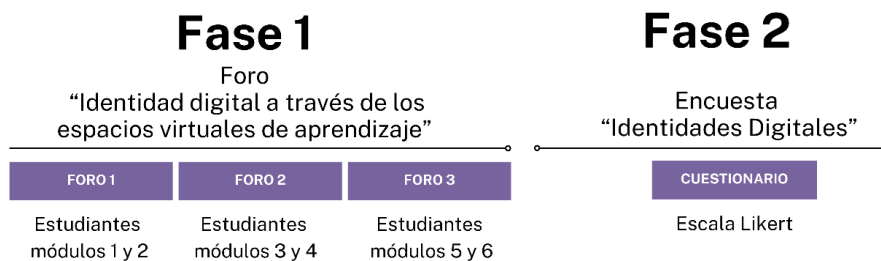 Fase 1
Foro
“Identidad digital a través de los
espacios virtuales de aprendizaje”
FORO 1
FORO 2
FORO 3
Estudiantes
módulos 1 y 2
Estudiantes
módulos 3 y 4
Estudiantes
módulos 5 y 6
Fase 2
Encuesta
“Identidades Digitales”
CUESTIONARIO
Escala Likert